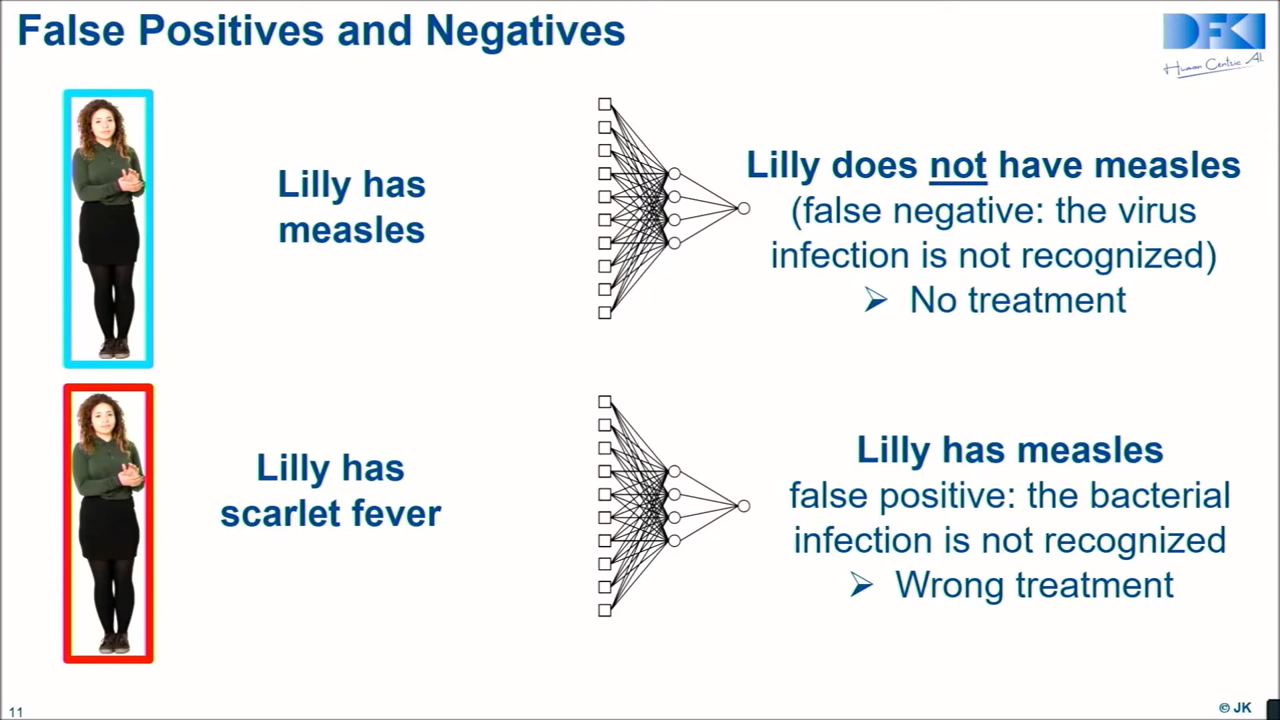 False Positives and Negatives
DFKI
Human Centric AI
Lilly has
measles
Lilly does not have measles
(false negative: the virus
infection is not recognized)
➢ No treatment
Lilly has
scarlet fever
Lilly has measles
false positive: the bacterial
infection is not recognized
➢ Wrong treatment
11
© JK